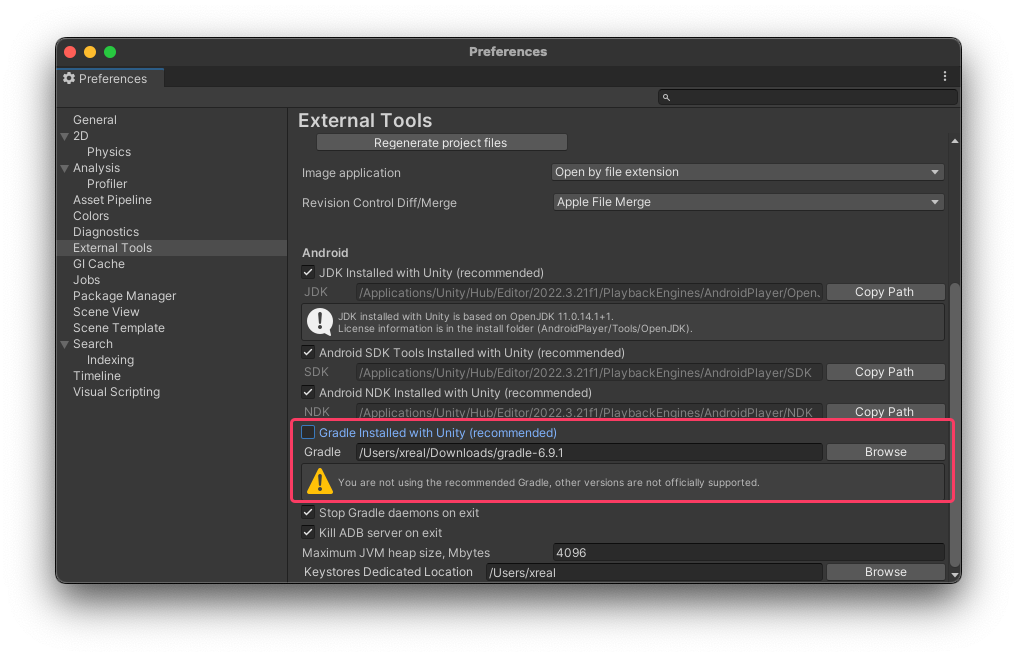 Preferences
Preferences
General
2D
Physics
Analysis
Profiler
Asset Pipeline
Colors
Diagnostics
External Tools
GI Cache
Jobs
Package Manager
Scene View
Scene Template
Search
Indexing
Timeline
Visual Scripting
External Tools
Regenerate project files
Image application Open by file extension
Revision Control Diff/Merge Apple File Merge
Android
JDK Installed with Unity (recommended)
JDK /Applications/Unity/Hub/Editor/2022.3.21f1/PlaybackEngines/AndroidPlayer/OpenJ Copy Path
JDK installed with Unity is based on OpenJDK 11.0.14.1+1.
License information is in the install folder (AndroidPlayer/Tools/OpenJDK).
Android SDK Tools Installed with Unity (recommended)
SDK /Applications/Unity/Hub/Editor/2022.3.21f1/PlaybackEngines/AndroidPlayer/SDK Copy Path
Android NDK Installed with Unity (recommended)
NDK /Applications/Unity/Hub/Editor/2022.3.21f1/PlaybackEngines/AndroidPlayer/NDK Copy Path
Gradle Installed with Unity (recommended)
Gradle /Users/xreal/Downloads/gradle-6.9.1 Browse
You are not using the recommended Gradle, other versions are not officially supported.
Stop Gradle daemons on exit
Kill ADB server on exit
Maximum JVM heap size, Mbytes 4096
Keystores Dedicated Location /Users/xreal Browse